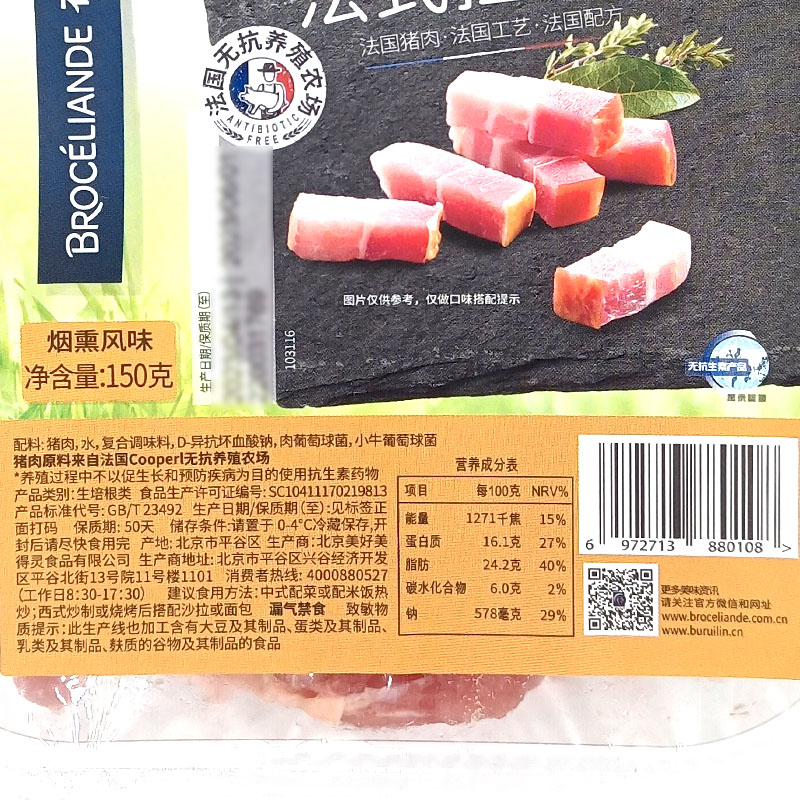 法国猪肉·法国工艺·法国配方
法国无抗养殖农场
ANTIBIOTIC
FREE
BROCÉLIANDE
图片仅供参考，仅做口味搭配提示
生产日期/保质期(至)
103116
烟熏风味
净含量:150克
无抗生素产品
配料: 猪肉, 水, 复合调味料, D-异抗坏血酸钠, 肉葡萄球菌, 小牛葡萄球菌
猪肉原料来自法国Cooperl无抗养殖农场
*养殖过程中不以促生长和预防疾病为目的使用抗生素药物
产品类别: 生培根类 食品生产许可证编号: SC10411170219813
产品标准代号: GB/T 23492 生产日期/保质期(至):见标签正
面打码 保质期: 50天 储存条件:请置于 0-4℃冷藏保存,开
封后请尽快食用完 产地: 北京市平谷区 生产商: 北京美好美
得灵食品有限公司 生产商地址: 北京市平谷区兴谷经济开发
区平谷北街13号院11号楼1101 消费者热线: 4000880527
(工作日8:30-17:30) 建议食用方法: 中式配菜或配米饭热
炒;西式炒制或烧烤后搭配沙拉或面包 漏气禁食 致敏物
质提示: 此生产线也加工含有大豆及其制品、蛋类及其制品、
乳类及其制品、麸质的谷物及其制品的食品
营养成分表
项目 每100克 NRV%
能量 1271千焦 15%
蛋白质 16.1克 27%
脂肪 24.2克 40%
碳水化合物 6.0克 2%
钠 578毫克 29%
6 972713 880108 >
更多美味资讯
请关注官方微信和网址
www.broceliande.com.cn
www.buruilin.cn